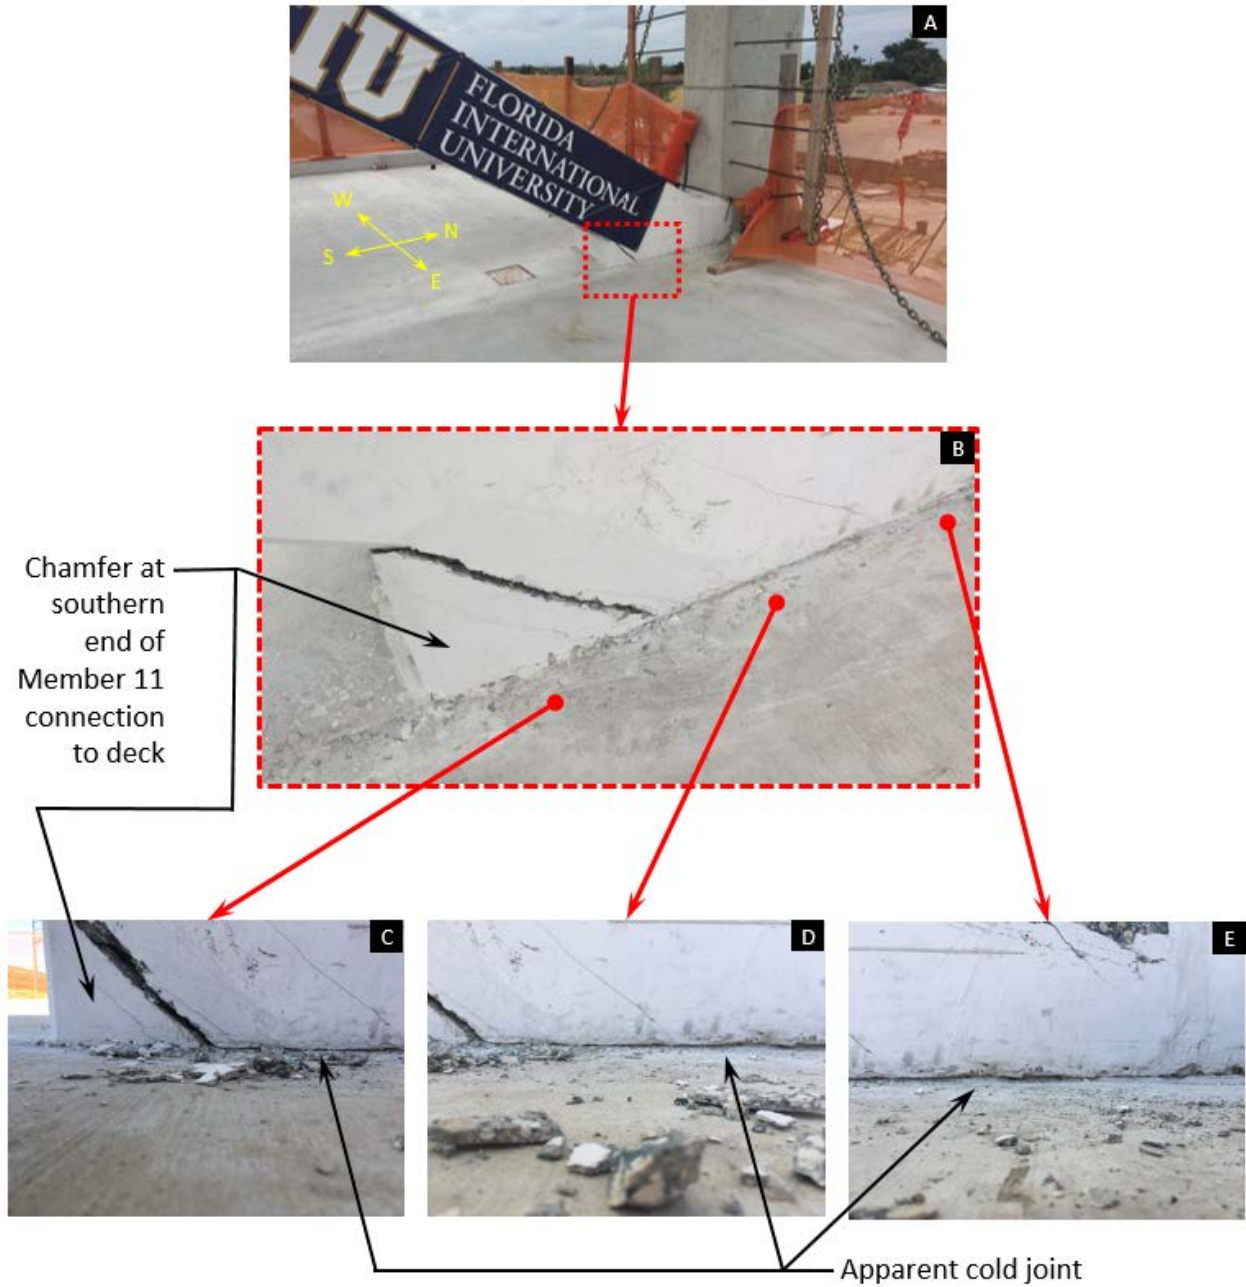 A
IU
FLORIDA
INTERNATIONAL
UNIVERSITY
W
N
S
E
B
Chamfer at
southern
end of
Member 11
connection
to deck
C
D
E
Apparent cold joint